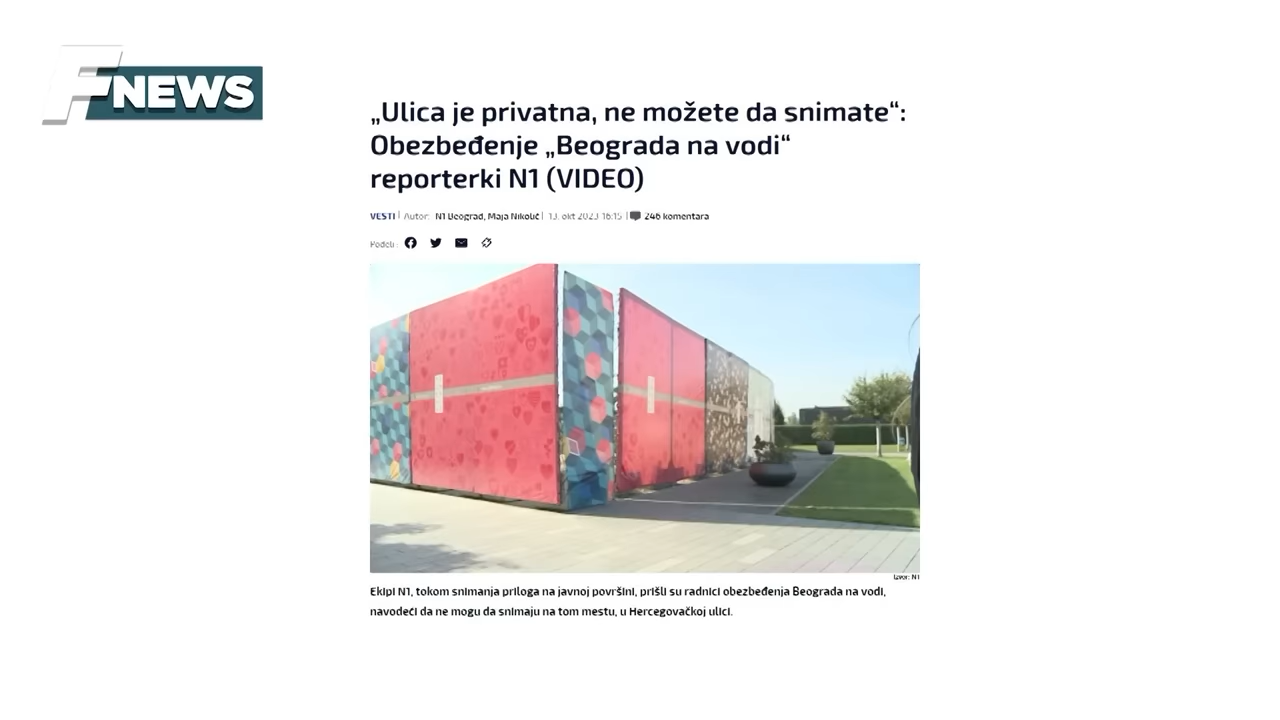 FNEWS
„Ulica je privatna, ne možete da snimate“:
Obezbeđenje „Beograda na vodi“
reporterki N1 (VIDEO)
VESTI | Autor: N1 Beograd, Maja Nikolić | 13. okt 2023 16:15 | 246 komentara
Podeli:
Izvor: N1
Ekipi N1, tokom snimanja priloga na javnoj površini, prišli su radnici obezbeđenja Beograda na vodi,
navodeći da ne mogu da snimaju na tom mestu, u Hercegovačkoj ulici.